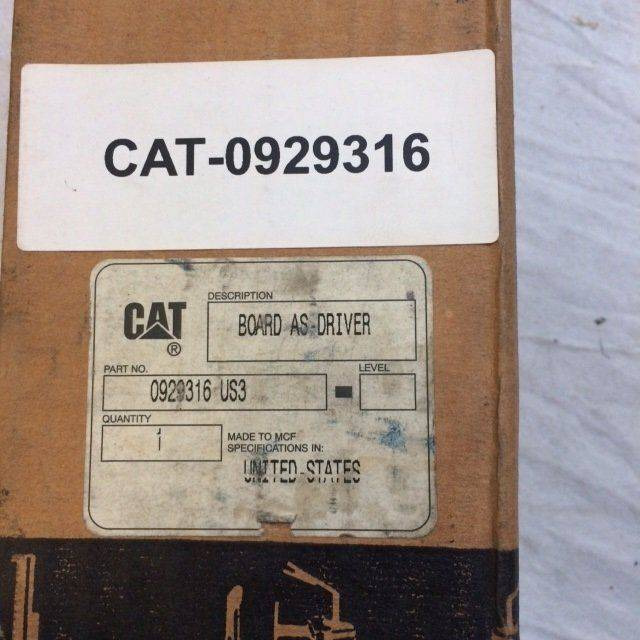 CAT-0929316
CAT
®
DESCRIPTION
BOARD AS-DRIVER
PART NO.
0929316 US3
LEVEL
QUANTITY
1
MADE TO MCF
SPECIFICATIONS IN:
UNITED STATES